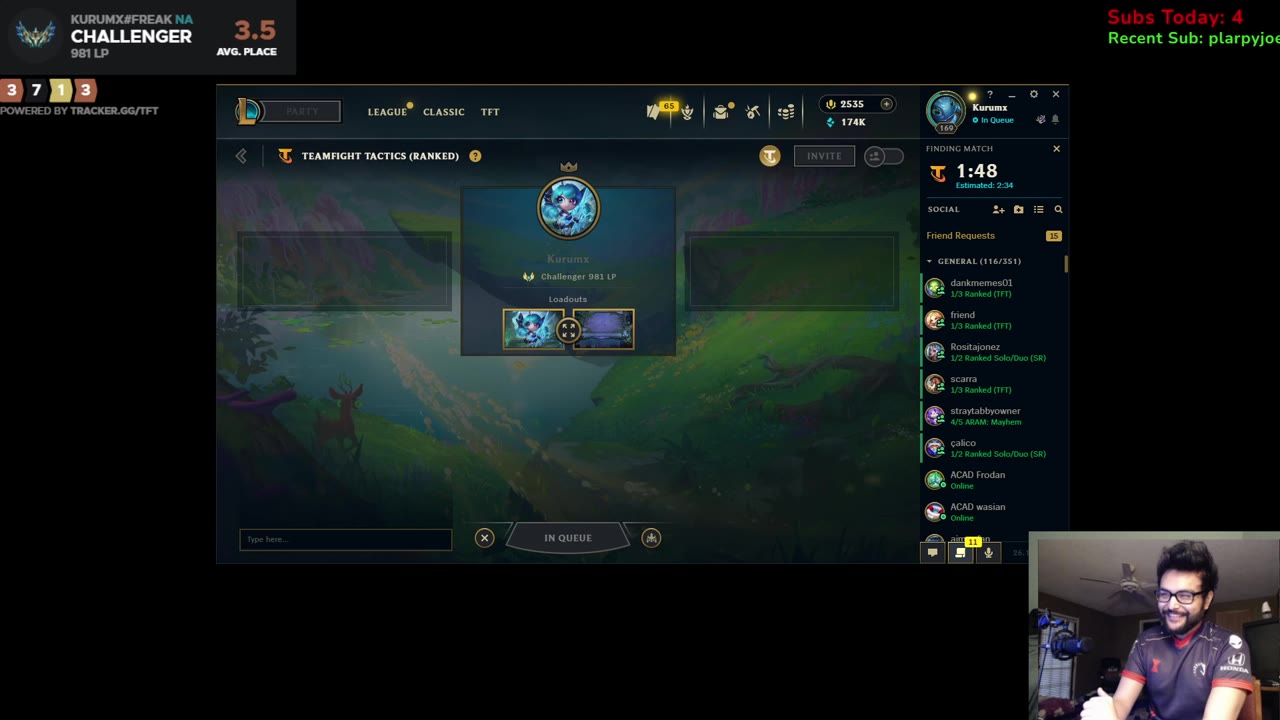 KURUMX#FREAK NA
CHALLENGER
981 LP
3.5
AVG. PLACE
3 7 1 3
POWERED BY TRACKER.GG/TFT
Subs Today: 4
Recent Sub: plarpyjoe
PARTY
LEAGUE
CLASSIC
TFT
65
2535
174K
?
169
Kurumx
In Queue
TEAMFIGHT TACTICS (RANKED)
?
INVITE
FINDING MATCH
1:48
Estimated: 2:34
SOCIAL
Friend Requests
15
GENERAL (116/351)
dankmemes01
1/3 Ranked (TFT)
friend
1/3 Ranked (TFT)
Rositajonez
1/2 Ranked Solo/Duo (SR)
scarra
1/3 Ranked (TFT)
straytabbyowner
4/5 ARAM: Mayhem
çalico
1/2 Ranked Solo/Duo (SR)
ACAD Frodan
Online
ACAD wasian
Online
Kurumx
Challenger 981 LP
Loadouts
Type here...
IN QUEUE
11
26.
HONDA